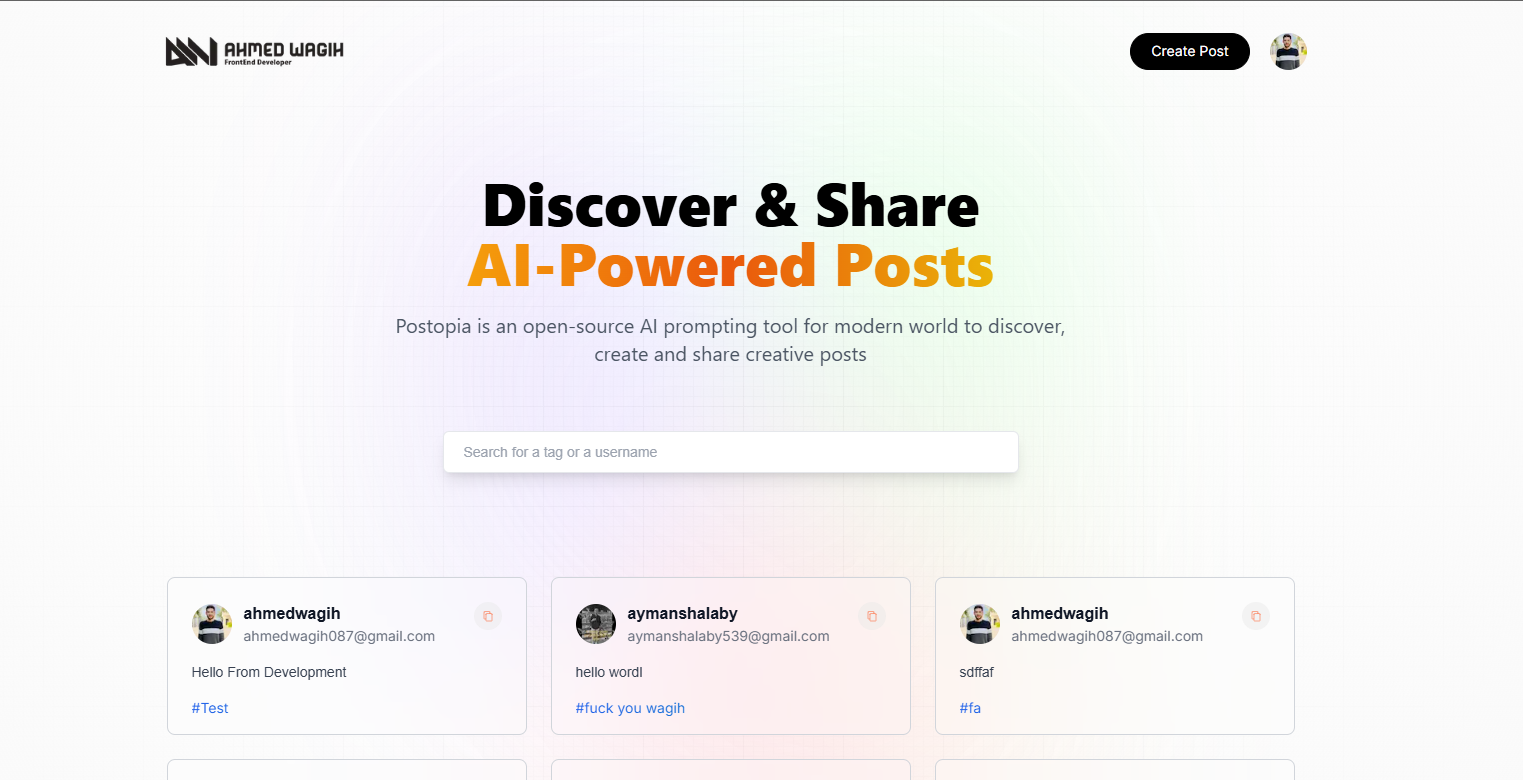 AHMED WAGIH
FrontEnd Developer
Create Post
Discover & Share
AI-Powered Posts
Postopia is an open-source AI prompting tool for modern world to discover,
create and share creative posts
Search for a tag or a username
ahmedwagih
ahmedwagih087@gmail.com
Hello From Development
#Test
aymanshalaby
aymanshalaby539@gmail.com
hello wordl
#fuck you wagih
ahmedwagih
ahmedwagih087@gmail.com
sdffaf
#fa